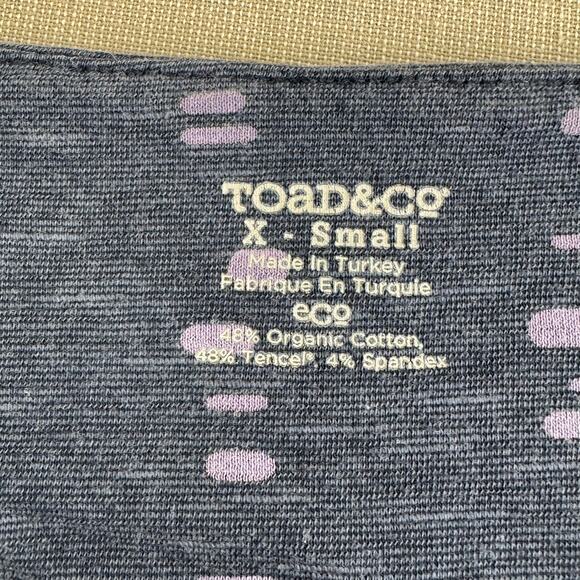 TOAD&CO
X - Small
Made In Turkey
Fabrique En Turquie
eco
48% Organic Cotton,
48% Tencel®, 4% Spandex